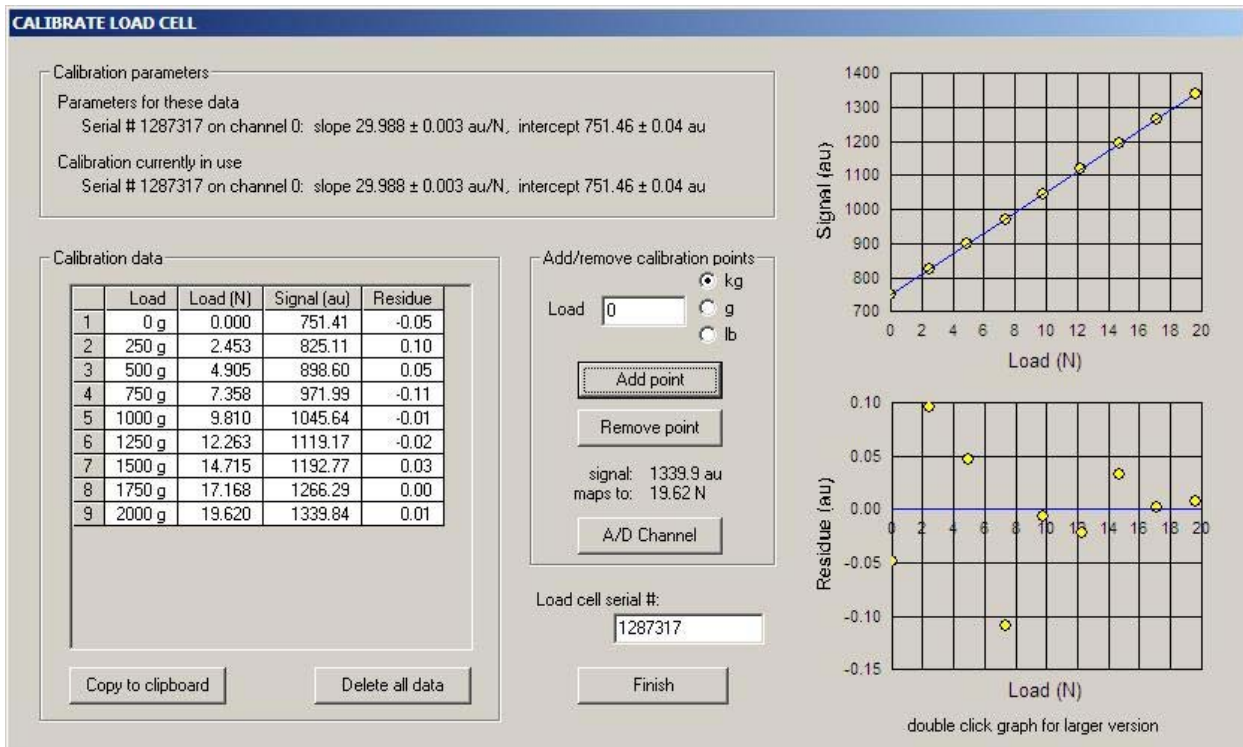 CALIBRATE LOAD CELL
Calibration parameters
Parameters for these data
Serial # 1287317 on channel 0: slope 29.988 ± 0.003 au/N, intercept 751.46 ± 0.04 au
Calibration currently in use
Serial # 1287317 on channel 0: slope 29.988 ± 0.003 au/N, intercept 751.46 ± 0.04 au
Calibration data
Load Load (N) Signal (au) Residue
1 0 g 0.000 751.41 -0.05
2 250 g 2.453 825.11 0.10
3 500 g 4.905 898.60 0.05
4 750 g 7.358 971.99 -0.11
5 1000 g 9.810 1045.64 -0.01
6 1250 g 12.263 1119.17 -0.02
7 1500 g 14.715 1192.77 0.03
8 1750 g 17.168 1266.29 0.00
9 2000 g 19.620 1339.84 0.01
Copy to clipboard
Delete all data
Add/remove calibration points
Load 0
kg
g
lb
Add point
Remove point
signal: 1339.9 au
maps to: 19.62 N
A/D Channel
Load cell serial #:
1287317
Finish
Signal (au)
1400
1300
1200
1100
1000
900
800
700
0 2 4 6 8 10 12 14 16 18 20
Load (N)
Residue (au)
0.10
0.05
0.00
0 2 4 6 8 10 12 14 16 18 20
-0.05
-0.10
-0.15
Load (N)
double click graph for larger version